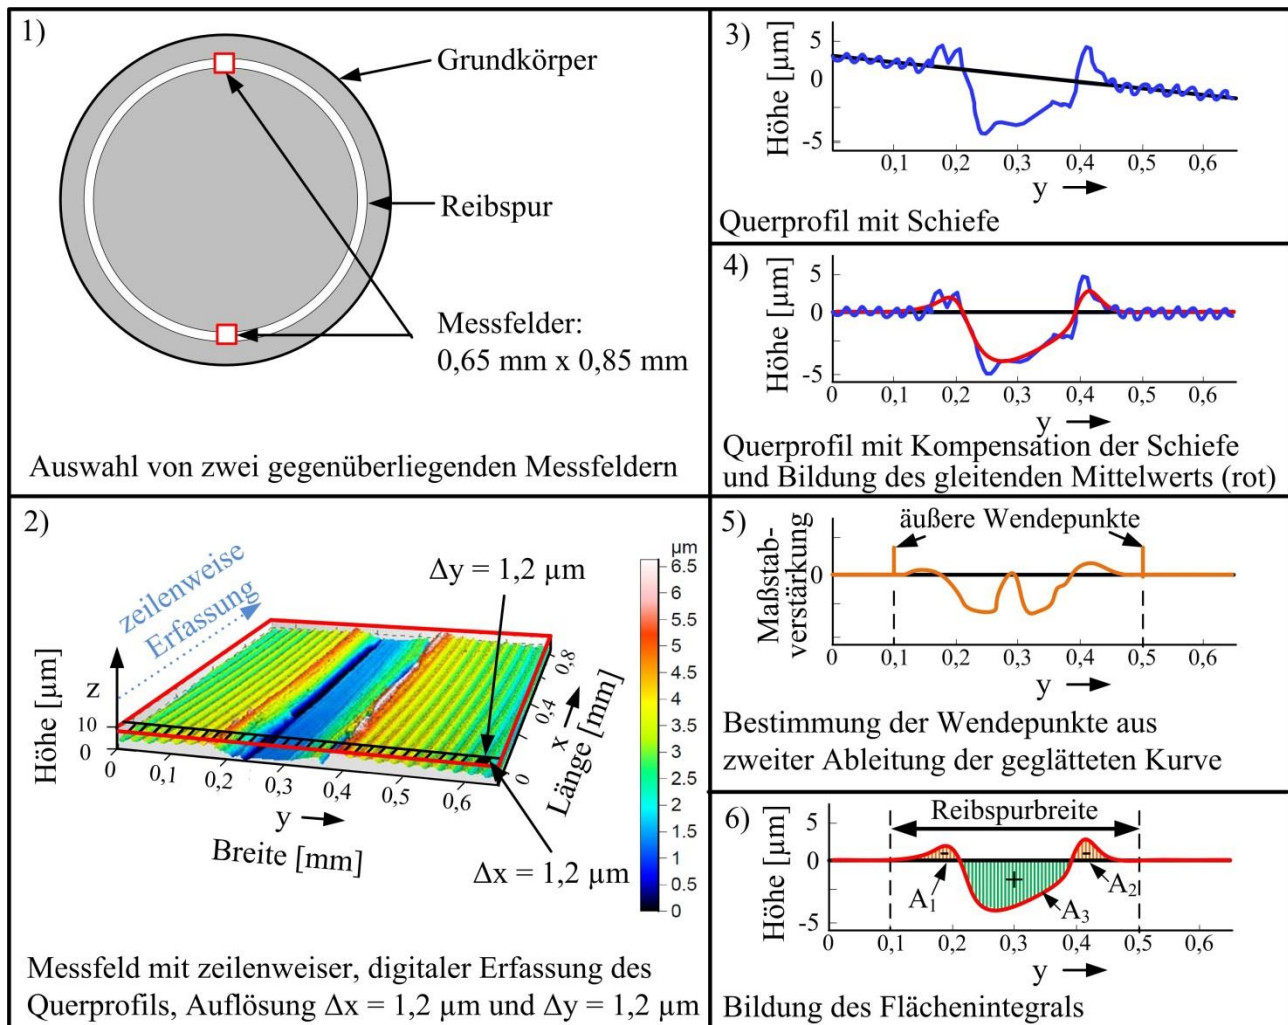 1)
Grundkörper
Reibspur
Messfelder:
0,65 mm x 0,85 mm
Auswahl von zwei gegenüberliegenden Messfeldern
2)
zeilenweise
Erfassung
Δy = 1,2 µm
µm
6.5
6
5.5
5
4.5
4
3.5
3
2.5
2
1.5
1
0.5
0
Höhe [µm]
z
10
0
0
0,1
0,2
0,3
0,4
0,5
0,6
y
Breite [mm]
0
0,4
0,8
x
Länge [mm]
Δx = 1,2 µm
Messfeld mit zeilenweiser, digitaler Erfassung des
Querprofils, Auflösung Δx = 1,2 µm und Δy = 1,2 µm
3)
Höhe [µm]
5
0
-5
0,1 0,2 0,3 0,4 0,5 0,6
y
Querprofil mit Schiefe
4)
Höhe [µm]
5
0
-5
0 0,1 0,2 0,3 0,4 0,5 0,6
y
Querprofil mit Kompensation der Schiefe
und Bildung des gleitenden Mittelwerts (rot)
5)
äußere Wendepunkte
Maßstab-
verstärkung
0
0 0,1 0,2 0,3 0,4 0,5 0,6
y
Bestimmung der Wendepunkte aus
zweiter Ableitung der geglätteten Kurve
6)
Reibspurbreite
Höhe [µm]
5
0
-5
- + -
A1 A3 A2
0 0,1 0,2 0,3 0,4 0,5 0,6
y
Bildung des Flächenintegrals